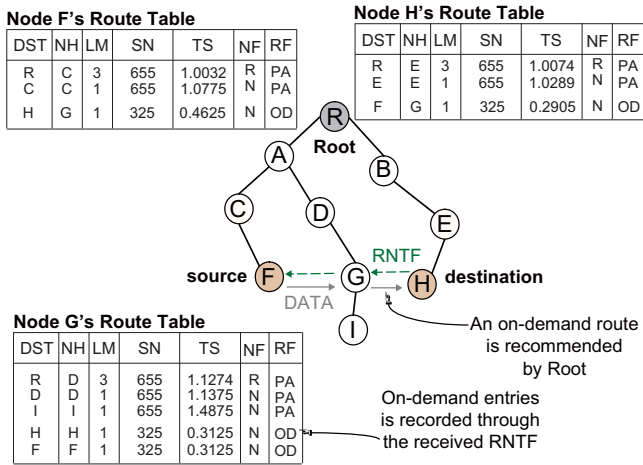 Node F's Route Table
DST NH LM SN TS NF RF
R C 3 655 1.0032 R PA
C C 1 655 1.0775 N PA
H G 1 325 0.4625 N OD
Node H's Route Table
DST NH LM SN TS NF RF
R E 3 655 1.0074 R PA
E E 1 655 1.0289 N PA
F G 1 325 0.2905 N OD
R
Root
A
B
C
D
E
RNTF
source
F
G
H
destination
DATA
I
An on-demand route
is recommended
by Root
Node G's Route Table
DST NH LM SN TS NF RF
R D 3 655 1.1274 R PA
D D 1 655 1.1375 N PA
I I 1 655 1.4875 N PA
H H 1 325 0.3125 N OD
F F 1 325 0.3125 N OD
On-demand entries
is recorded through
the received RNTF